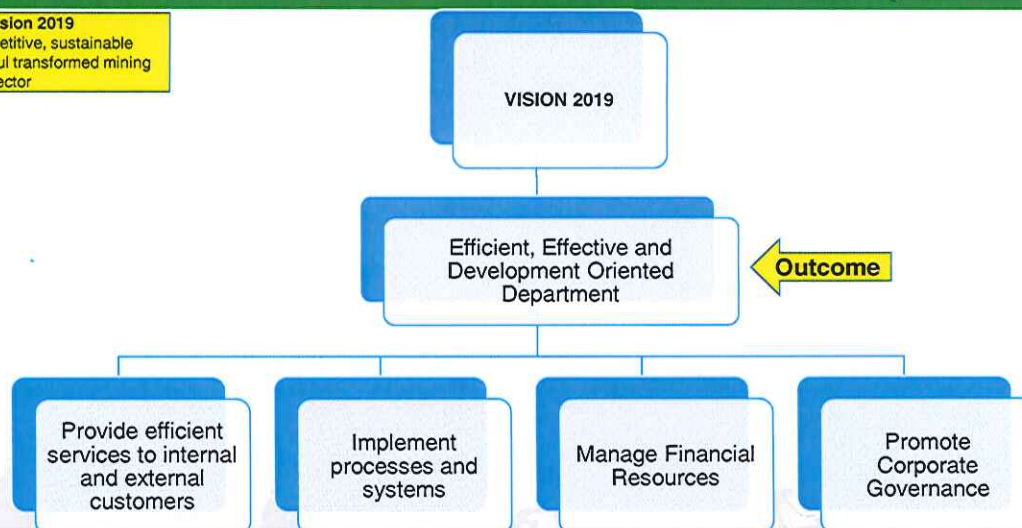 sion 2019
etitive, sustainable
ul transformed mining
ector
VISION 2019
Efficient, Effective and
Development Oriented
Department
Outcome
Provide efficient
services to internal
and external
customers
Implement
processes and
systems
Manage Financial
Resources
Promote
Corporate
Governance